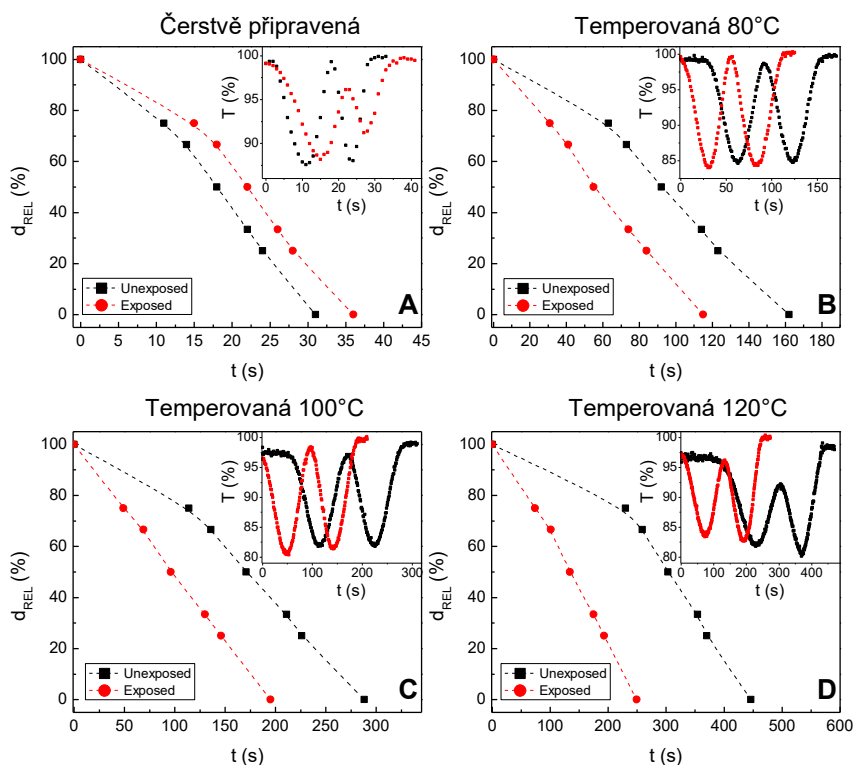 Čerstvě připravená
d_REL (%)
100
80
60
40
20
0
0 5 10 15 20 25 30 35 40 45
t (s)
Unexposed
Exposed
A
T (%)
100
95
90
0 10 20 30 40
t (s)
Temperovaná 80°C
d_REL (%)
100
80
60
40
20
0
0 20 40 60 80 100 120 140 160 180
t (s)
Unexposed
Exposed
B
T (%)
100
95
90
85
0 50 100 150
t (s)
Temperovaná 100°C
d_REL (%)
100
80
60
40
20
0
0 50 100 150 200 250 300
t (s)
Unexposed
Exposed
C
T (%)
100
95
90
85
80
0 100 200 300
t (s)
Temperovaná 120°C
d_REL (%)
100
80
60
40
20
0
0 100 200 300 400 500 600
t (s)
Unexposed
Exposed
D
T (%)
100
95
90
85
80
0 100 200 300 400
t (s)